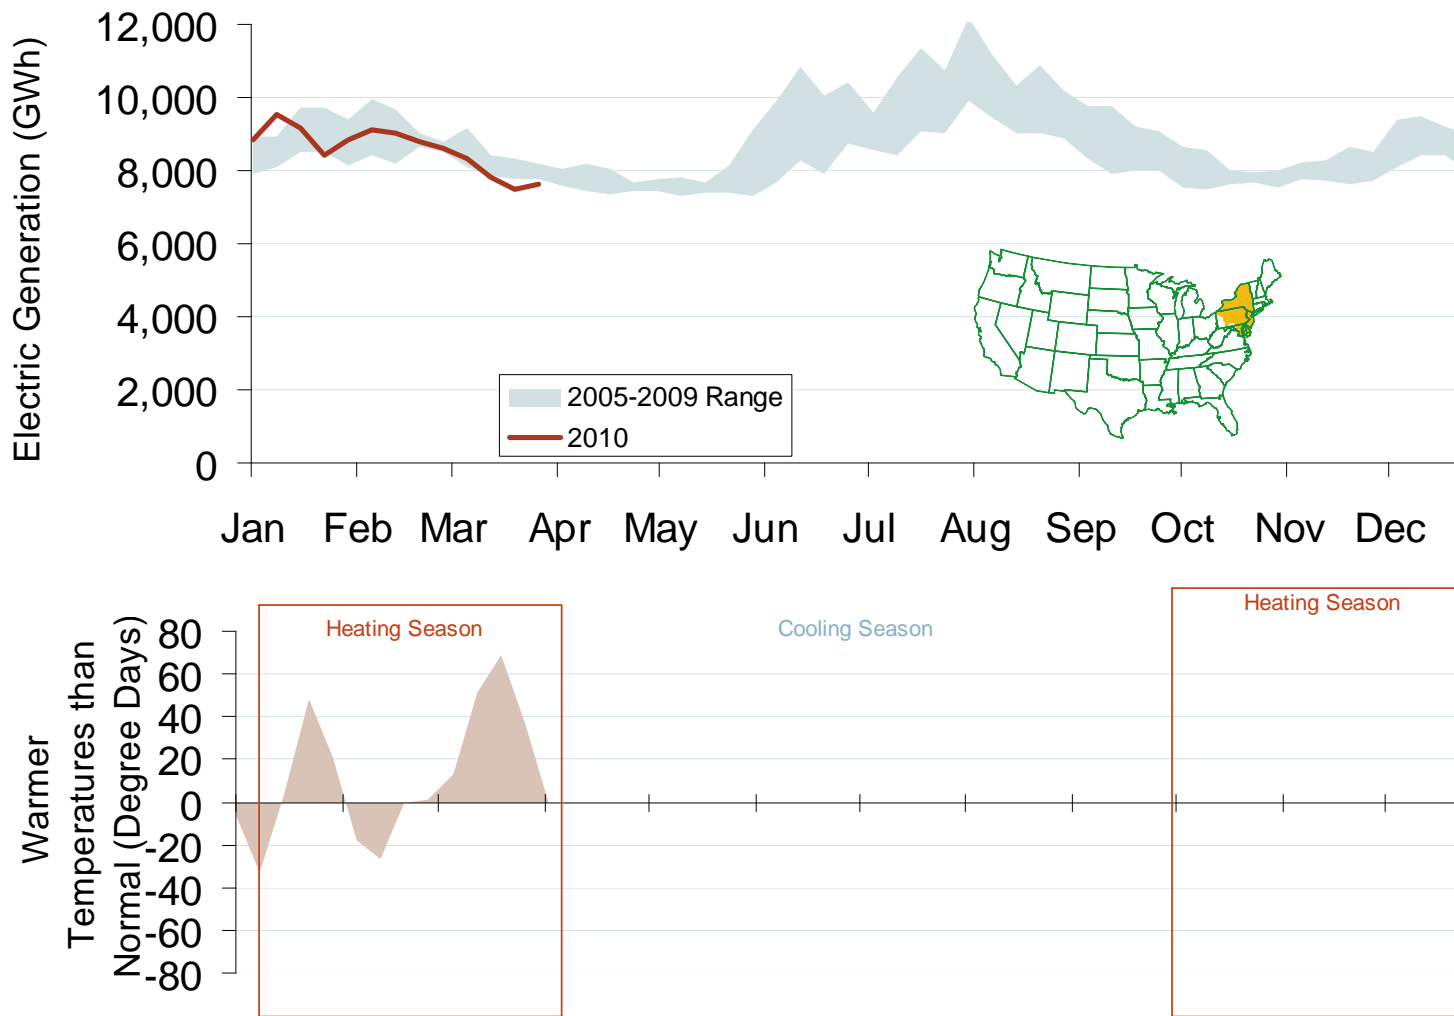 Electric Generation (GWh)
12,000
10,000
8,000
6,000
4,000
2,000
0
2005-2009 Range
2010
Jan Feb Mar Apr May Jun Jul Aug Sep Oct Nov Dec
Warmer
Temperatures than
Normal (Degree Days)
80
60
40
20
0
-20
-40
-60
-80
Heating Season
Cooling Season
Heating Season